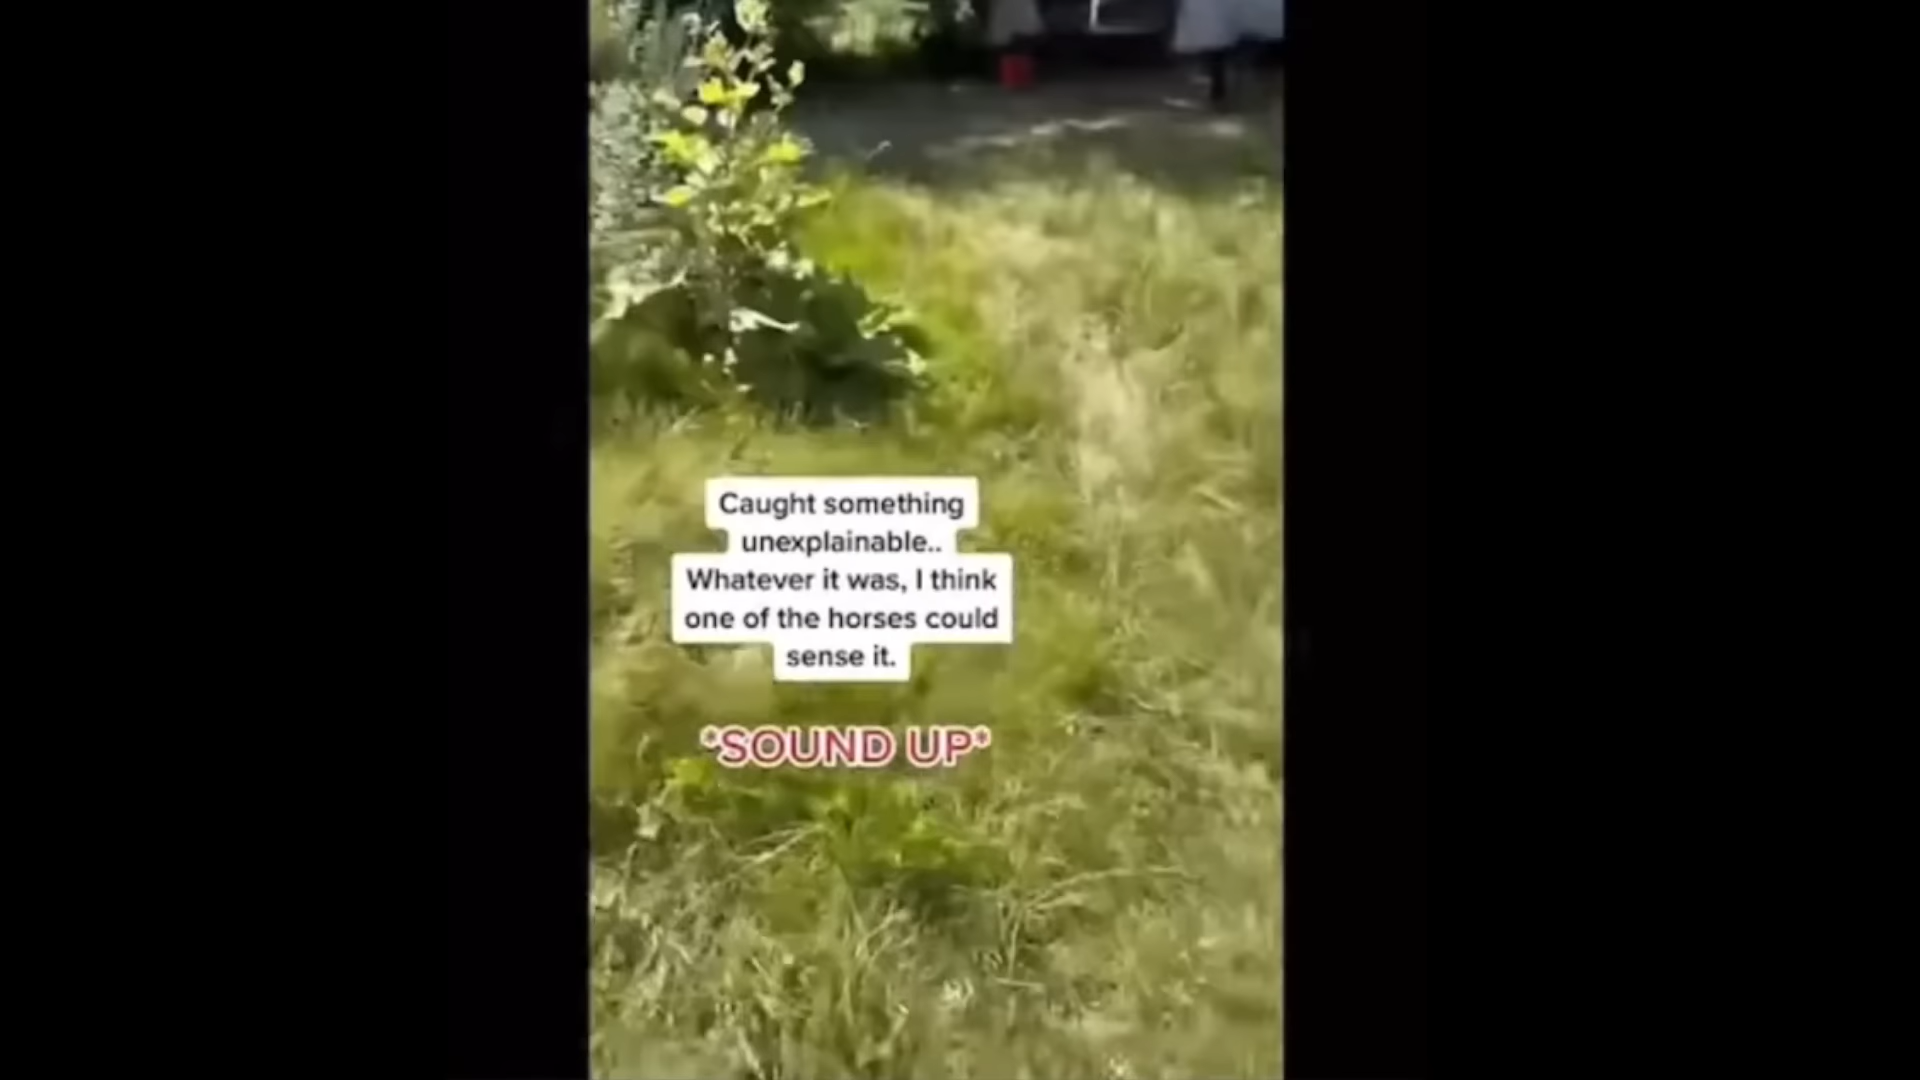 Caught something
unexplainable..
Whatever it was, I think
one of the horses could
sense it.
*SOUND UP*